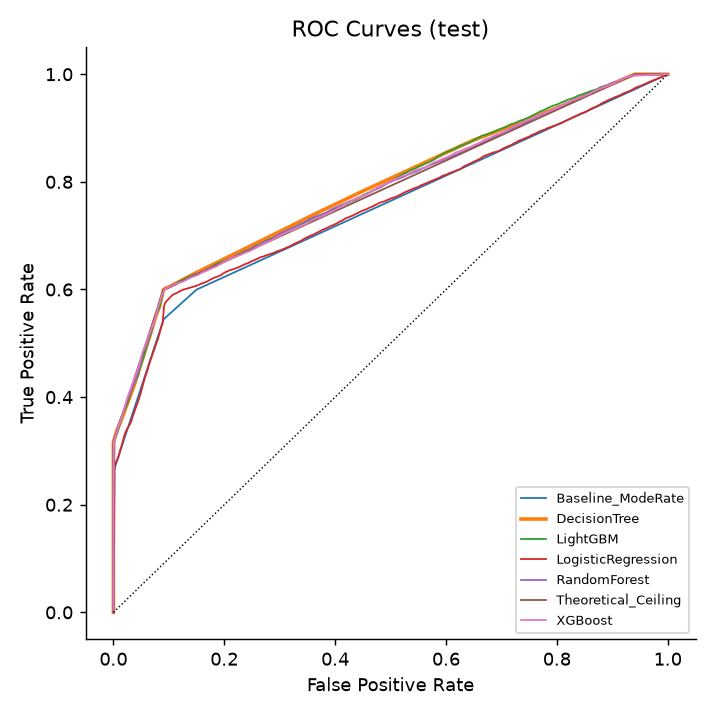 ROC Curves (test)
True Positive Rate
1.0
0.8
0.6
0.4
0.2
0.0
Baseline_ModeRate
DecisionTree
LightGBM
LogisticRegression
RandomForest
Theoretical_Ceiling
XGBoost
0.0 0.2 0.4 0.6 0.8 1.0
False Positive Rate